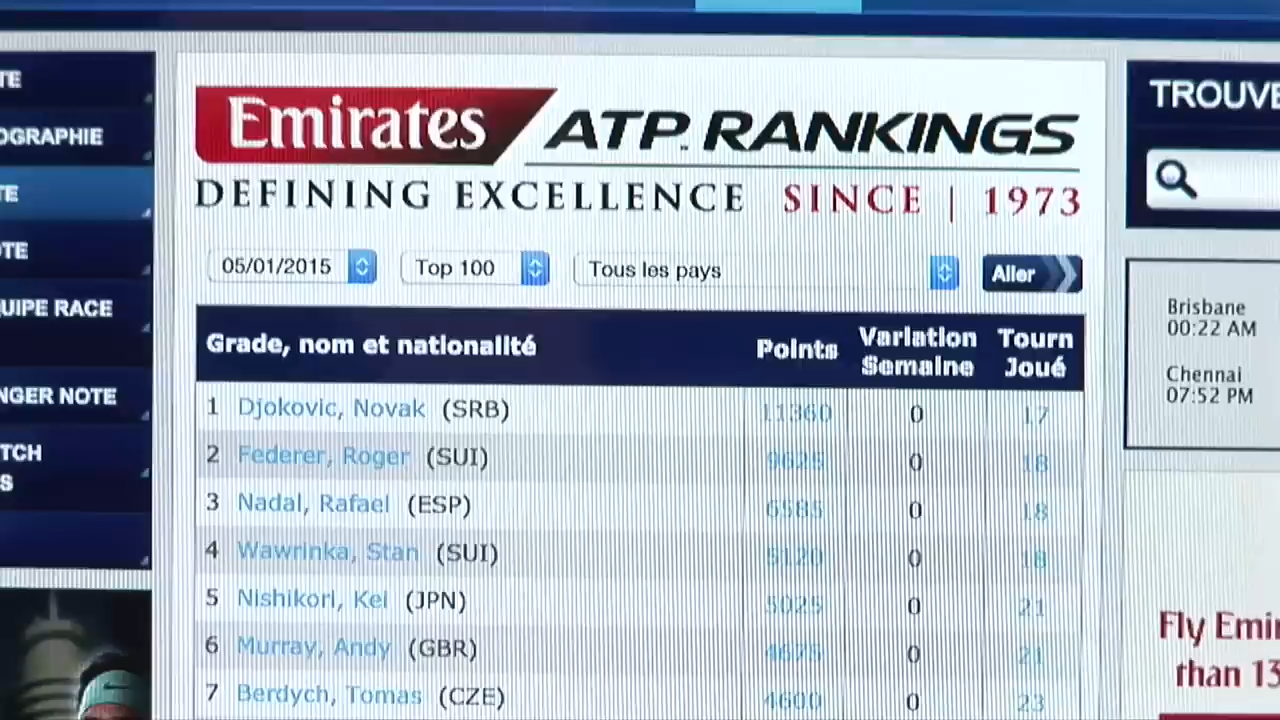 TE
OGRAPHIE
TE
OTE
UIPE RACE
NGER NOTE
TCH
S
Emirates ATP RANKINGS
DEFINING EXCELLENCE SINCE | 1973
05/01/2015 Top 100 Tous les pays Aller
Grade, nom et nationalité Points Variation Semaine Tourn Joué
1 Djokovic, Novak (SRB) 11360 0 17
2 Federer, Roger (SUI) 9625 0 18
3 Nadal, Rafael (ESP) 6585 0 18
4 Wawrinka, Stan (SUI) 5120 0 18
5 Nishikori, Kei (JPN) 5025 0 21
6 Murray, Andy (GBR) 4675 0 21
7 Berdych, Tomas (CZE) 4600 0 23
TROUVE
Brisbane
00:22 AM
Chennai
07:52 PM
Fly Emi
than 13